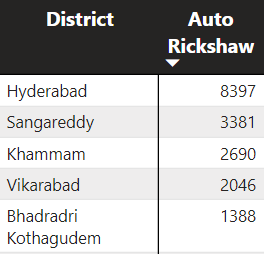 District Auto
Rickshaw
Hyderabad 8397
Sangareddy 3381
Khammam 2690
Vikarabad 2046
Bhadradri 1388
Kothagudem